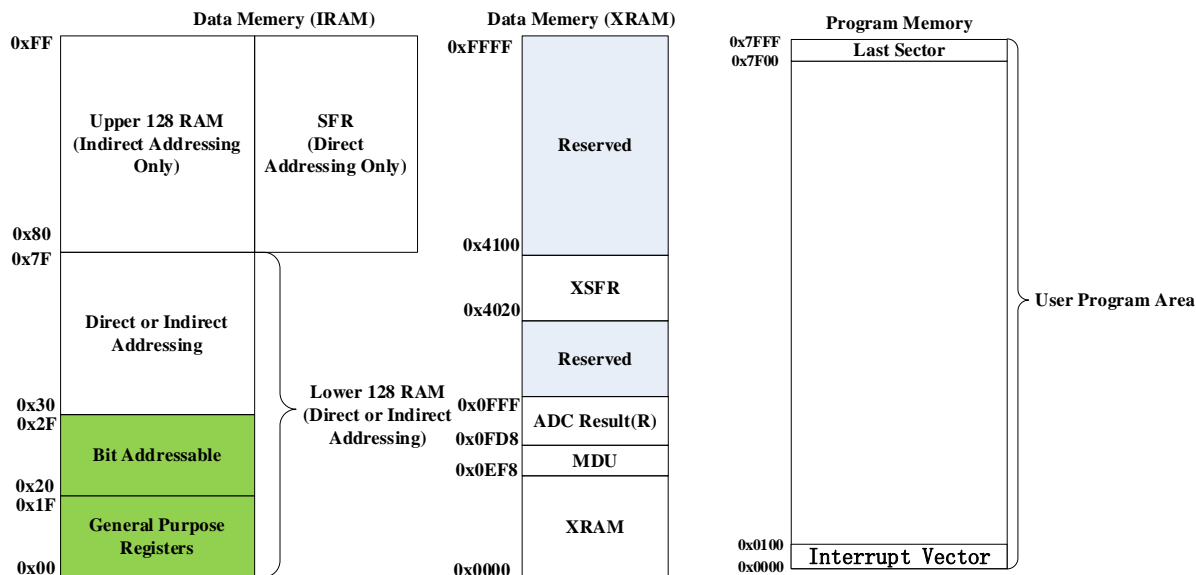 Data Memery (IRAM)
0xFF
Upper 128 RAM
(Indirect Addressing
Only)
SFR
(Direct
Addressing Only)
0x80
0x7F
Direct or Indirect
Addressing
0x30
0x2F
Bit Addressable
0x20
0x1F
General Purpose
Registers
0x00
Lower 128 RAM
(Direct or Indirect
Addressing)
Data Memery (XRAM)
0xFFFF
Reserved
0x4100
XSFR
0x4020
Reserved
0x0FFF
ADC Result(R)
0x0FD8
MDU
0x0EF8
XRAM
0x0000
Program Memory
0x7FFF
Last Sector
0x7F00
User Program Area
0x0100
Interrupt Vector
0x0000